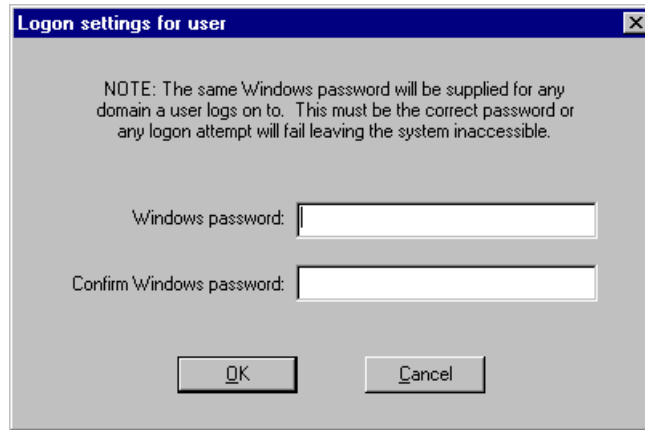 Logon settings for user
NOTE: The same Windows password will be supplied for any
domain a user logs on to.  This must be the correct password or
any logon attempt will fail leaving the system inaccessible.
Windows password:
Confirm Windows password:
OK
Cancel